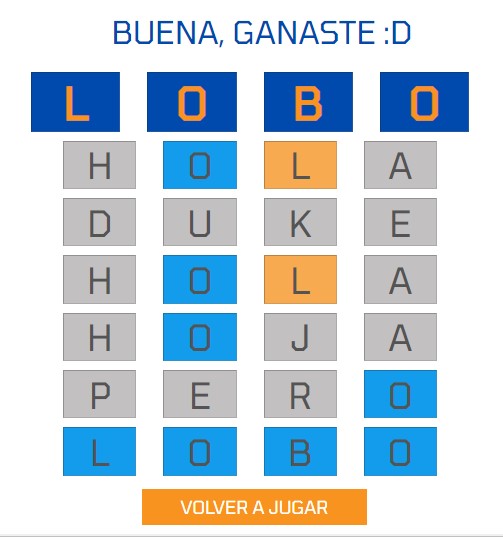 BUENA, GANASTE :D
L O B O
H O L A
D U K E
H O L A
H O J A
P E R O
L O B O
VOLVER A JUGAR